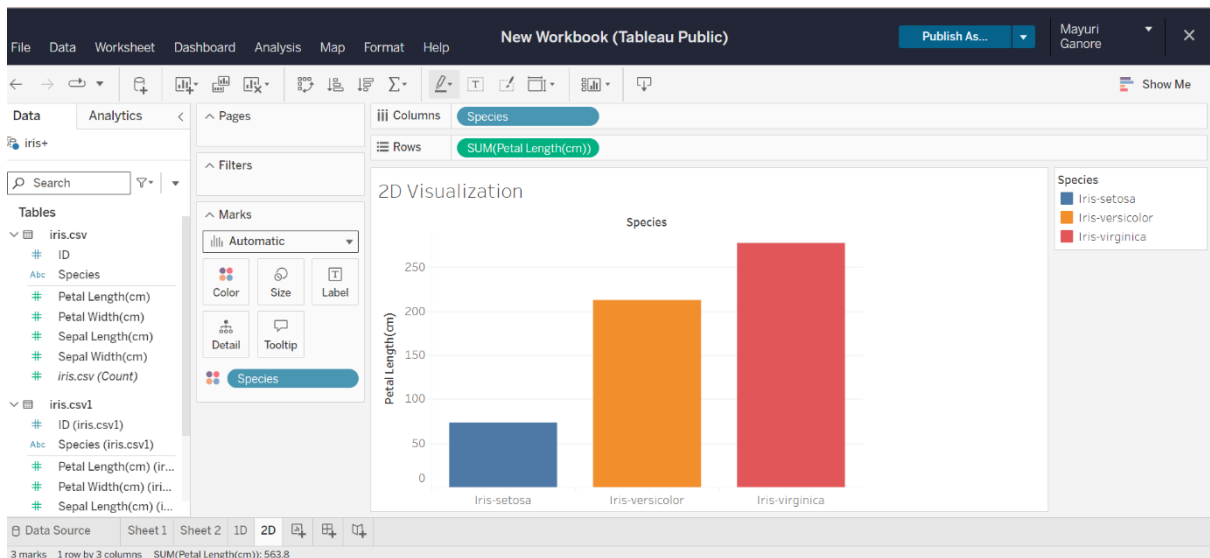 File Data Worksheet Dashboard Analysis Map Format Help
New Workbook (Tableau Public)
Publish As...
Mayuri
Ganore
Show Me
Data Analytics
iris+
Search
Tables
iris.csv
ID
Abc Species
Petal Length(cm)
Petal Width(cm)
Sepal Length(cm)
Sepal Width(cm)
iris.csv (Count)
iris.csv1
ID (iris.csv1)
Abc Species (iris.csv1)
Petal Length(cm) (ir...
Petal Width(cm) (iri...
Sepal Length(cm) (i...
Pages
Filters
Marks
Automatic
Color Size Label
Detail Tooltip
Species
Columns Species
Rows SUM(Petal Length(cm))
2D Visualization
Species
Petal Length(cm)
250
200
150
100
50
0
Iris-setosa Iris-versicolor Iris-virginica
Species
Iris-setosa
Iris-versicolor
Iris-virginica
Data Source Sheet 1 Sheet 2 1D 2D
3 marks 1 row by 3 columns SUM(Petal Length(cm)): 563.8